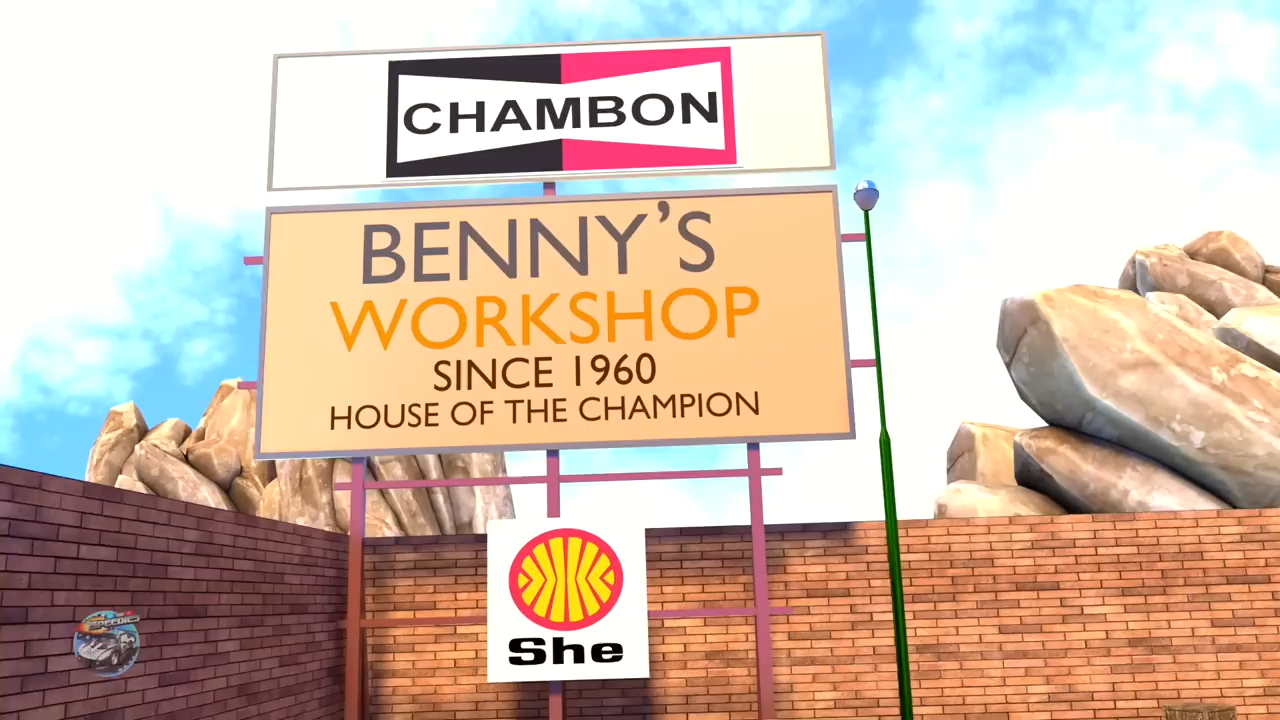 CHAMBON
BENNY'S
WORKSHOP
SINCE 1960
HOUSE OF THE CHAMPION
She